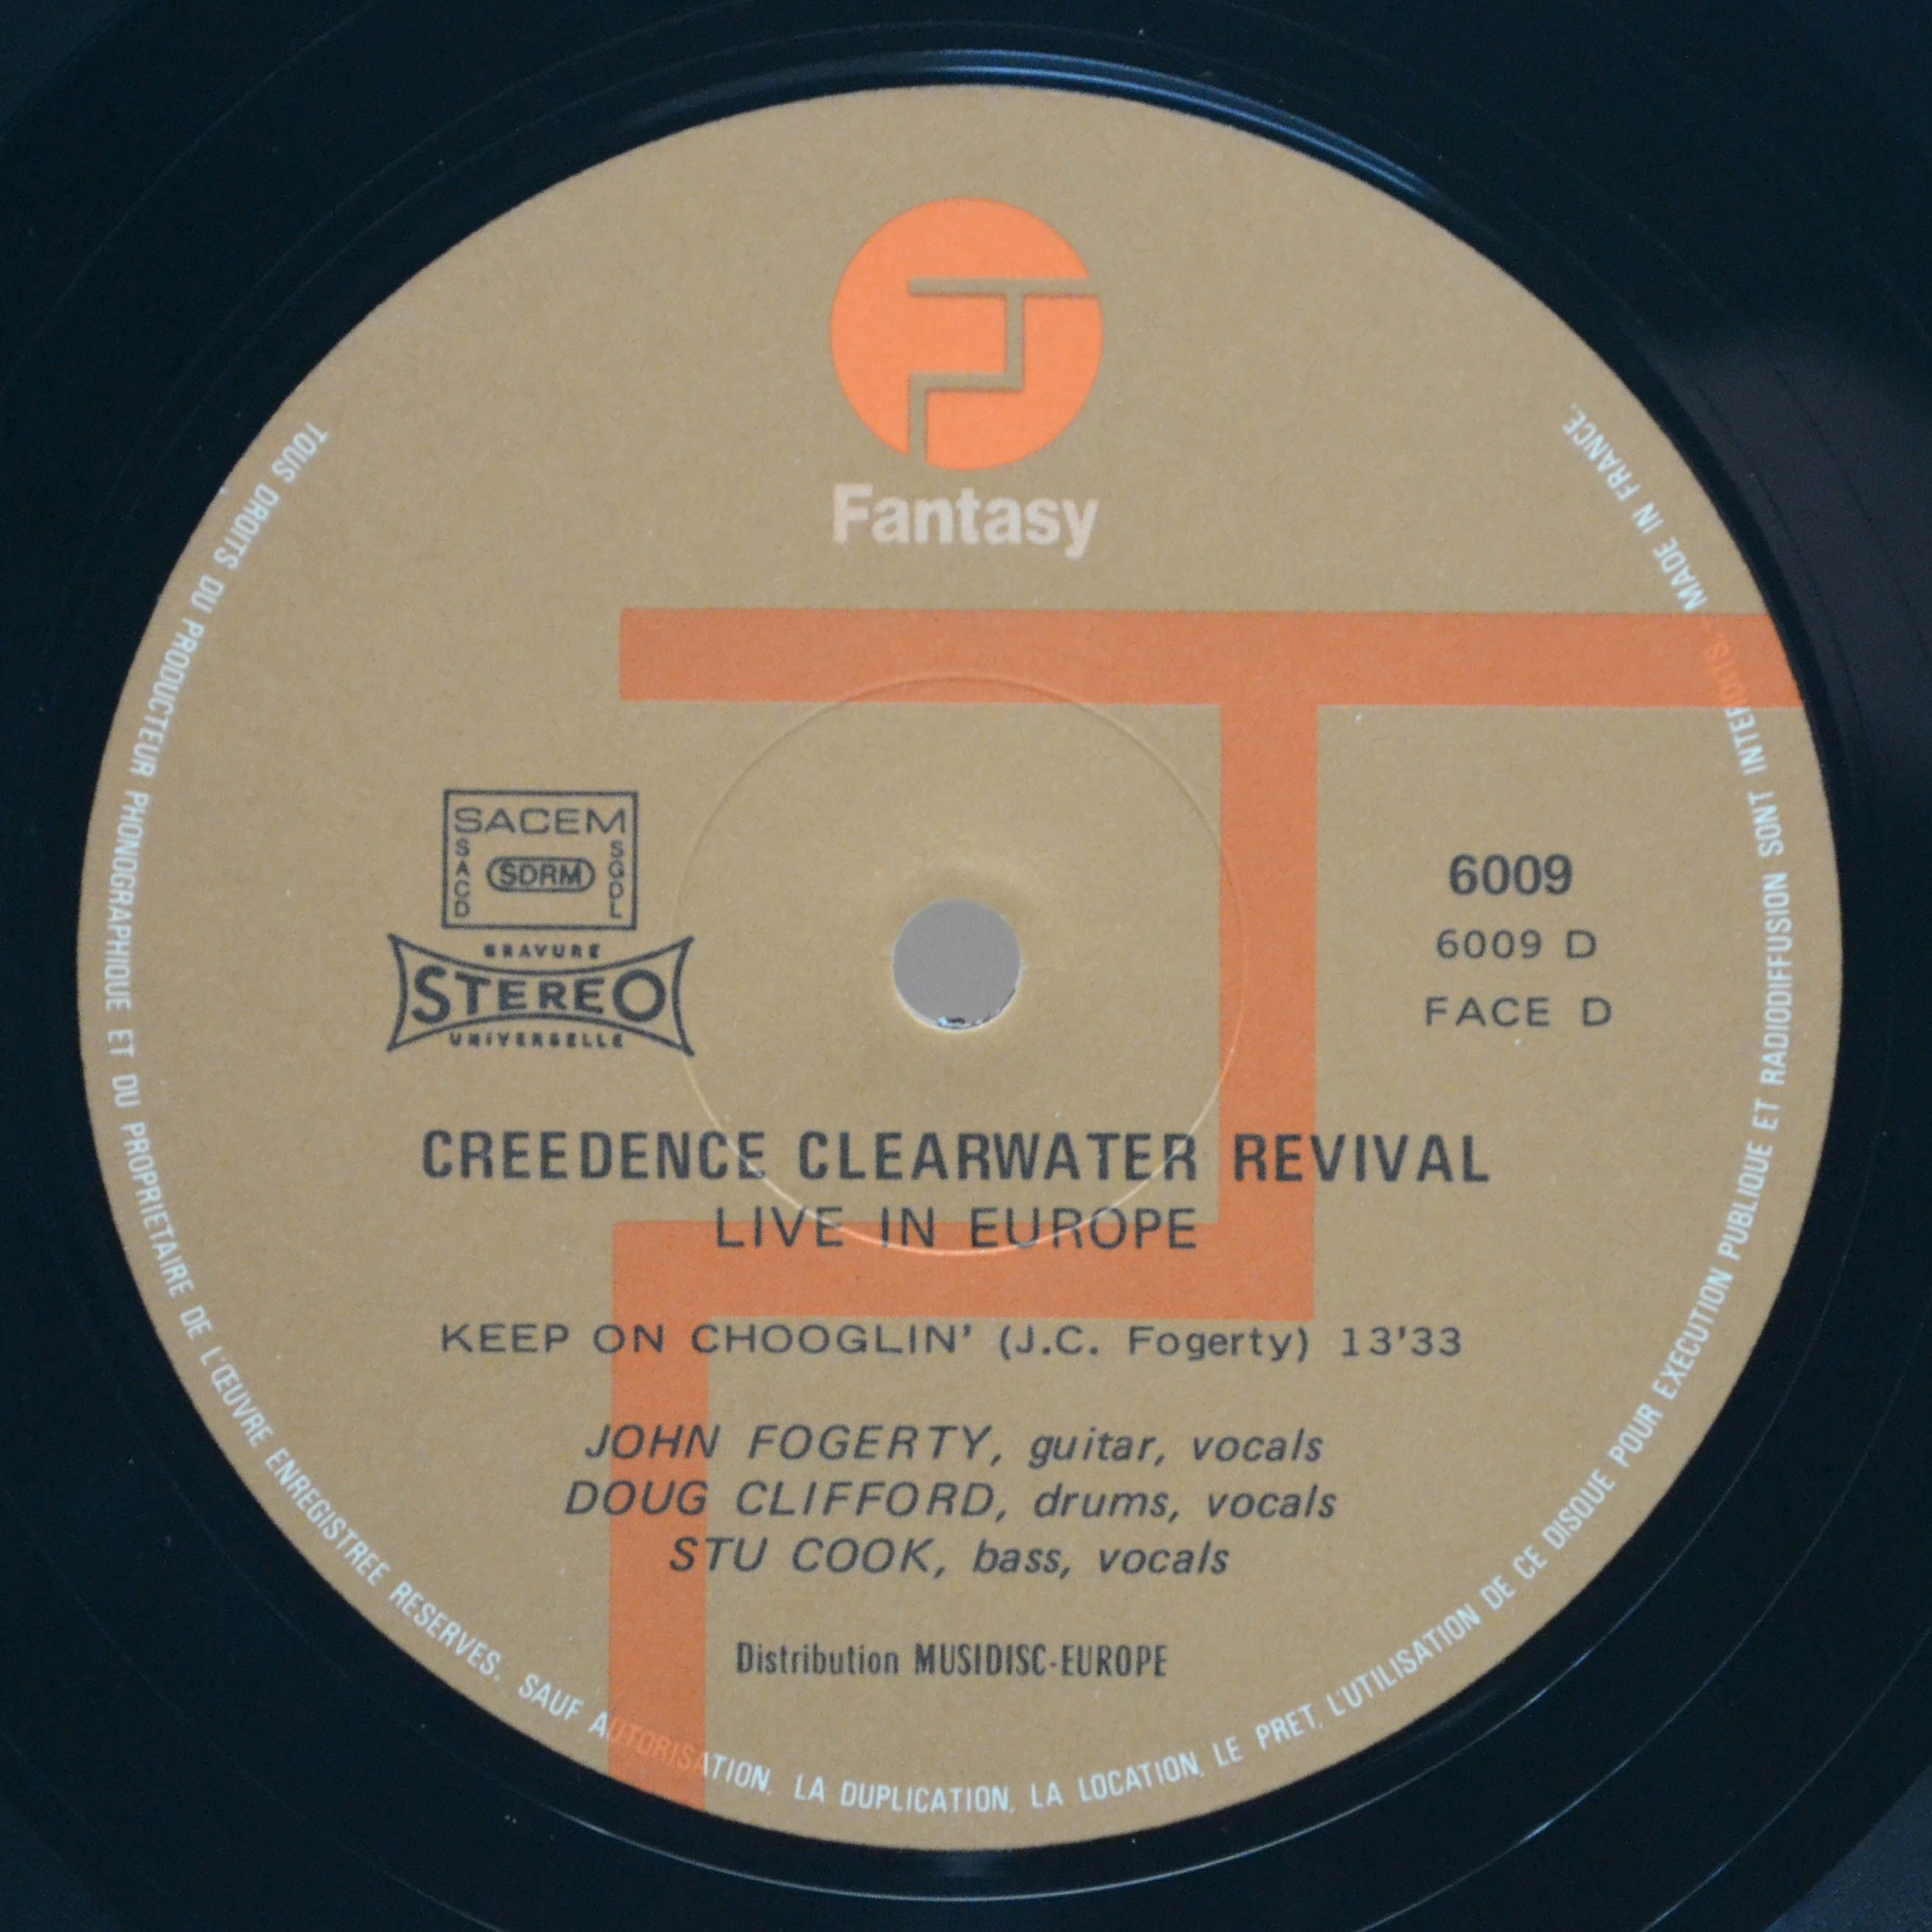 Fantasy
SACEM
SACD
SDRM
SGDL
GRAVURE
STEREO
UNIVERSELLE
6009
6009 D
FACE D
CREEDENCE CLEARWATER REVIVAL
LIVE IN EUROPE
KEEP ON CHOOGLIN' (J.C. Fogerty) 13'33
JOHN FOGERTY, guitar, vocals
DOUG CLIFFORD, drums, vocals
STU COOK, bass, vocals
Distribution MUSIDISC-EUROPE
TOUS DROITS DU PRODUCTEUR PHONOGRAPHIQUE ET DU PROPRIETAIRE DE L'ŒUVRE ENREGISTREE RESERVES. SAUF AUTORISATION, LA DUPLICATION, LA LOCATION, LE PRET, L'UTILISATION DE CE DISQUE POUR EXECUTION PUBLIQUE ET RADIODIFFUSION SONT INTERDITS. - MADE IN FRANCE.